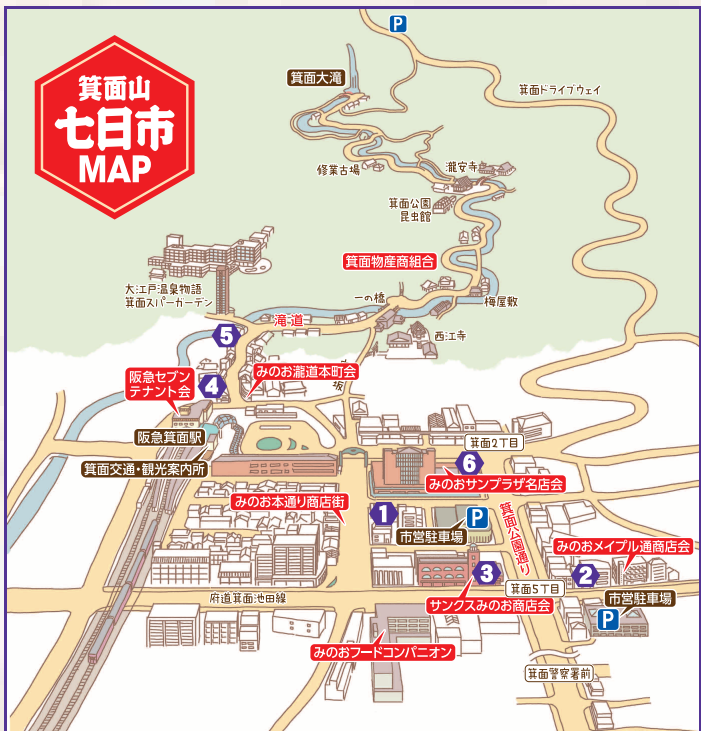 P
箕面山
七日市
MAP
箕面大滝
箕面ドライブウェイ
修業古場
瀧安寺
箕面公園
昆虫館
箕面物産商組合
大江戸温泉物語
箕面スパーガーデン
一の橋
梅屋敷
滝道
西江寺
5
阪急セブン
テナント会
4
みのお瀧道本町会
坂
阪急箕面駅
箕面2丁目
箕面交通・観光案内所
6
みのおサンプラザ名店会
みのお本通り商店街
1
P
市営駐車場
箕面公園通り
みのおメイプル通商店会
3
2
箕面5丁目
府道箕面池田線
サンクスみのお商店会
市営駐車場
P
みのおフードコンパニオン
箕面警察署前